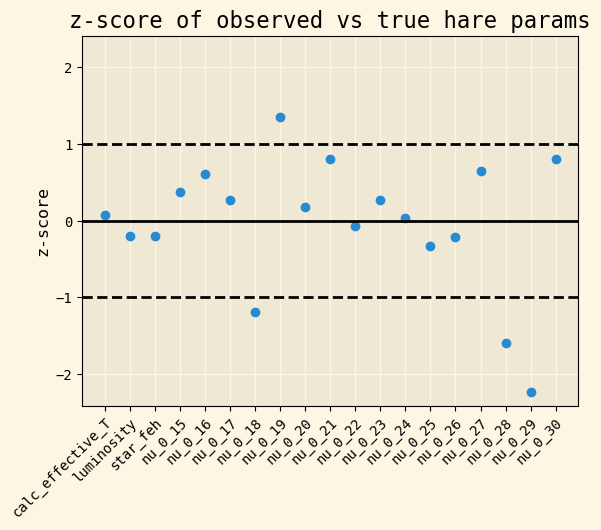 z-score of observed vs true hare params
z-score
2
1
0
−1
−2
calc_effective_T
luminosity
star_feh
nu_0_15
nu_0_16
nu_0_17
nu_0_18
nu_0_19
nu_0_20
nu_0_21
nu_0_22
nu_0_23
nu_0_24
nu_0_25
nu_0_26
nu_0_27
nu_0_28
nu_0_29
nu_0_30